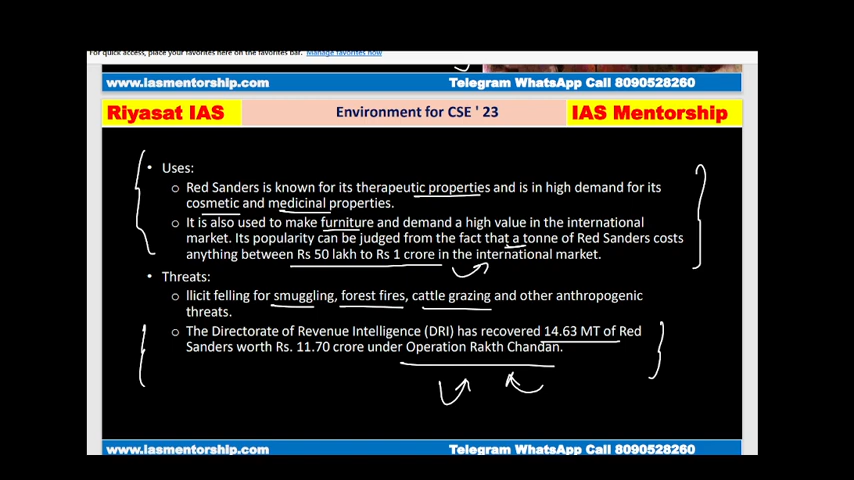 For quick access, place your favorites here on the favorites bar. Manage favorites now
www.iasmentorship.com Telegram WhatsApp Call 8090528260
Riyasat IAS Environment for CSE ' 23 IAS Mentorship
• Uses:
o Red Sanders is known for its therapeutic properties and is in high demand for its
cosmetic and medicinal properties.
o It is also used to make furniture and demand a high value in the international
market. Its popularity can be judged from the fact that a tonne of Red Sanders costs
anything between Rs 50 lakh to Rs 1 crore in the international market.
• Threats:
o llicit felling for smuggling, forest fires, cattle grazing and other anthropogenic
threats.
o The Directorate of Revenue Intelligence (DRI) has recovered 14.63 MT of Red
Sanders worth Rs. 11.70 crore under Operation Rakth Chandan.
www.iasmentorship.com Telegram WhatsApp Call 8090528260